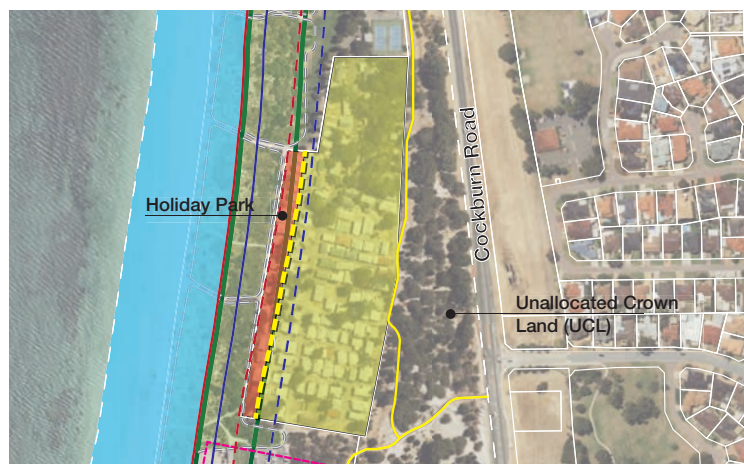 Cockburn Road
Holiday Park
Unallocated Crown
Land (UCL)